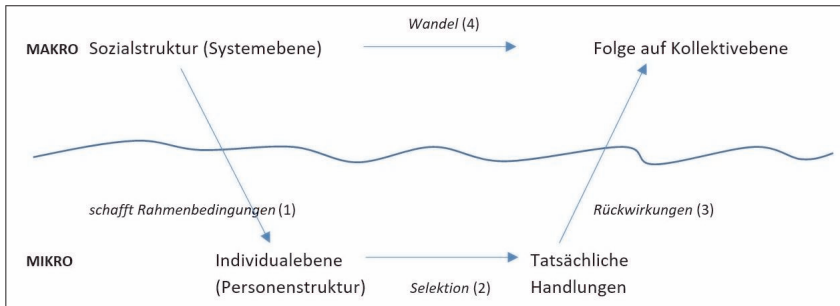 Wandel (4)
MAKRO Sozialstruktur (Systemebene) Folge auf Kollektivebene
schafft Rahmenbedingungen (1) Rückwirkungen (3)
MIKRO Individualebene Tatsächliche
(Personenstruktur) Selektion (2) Handlungen